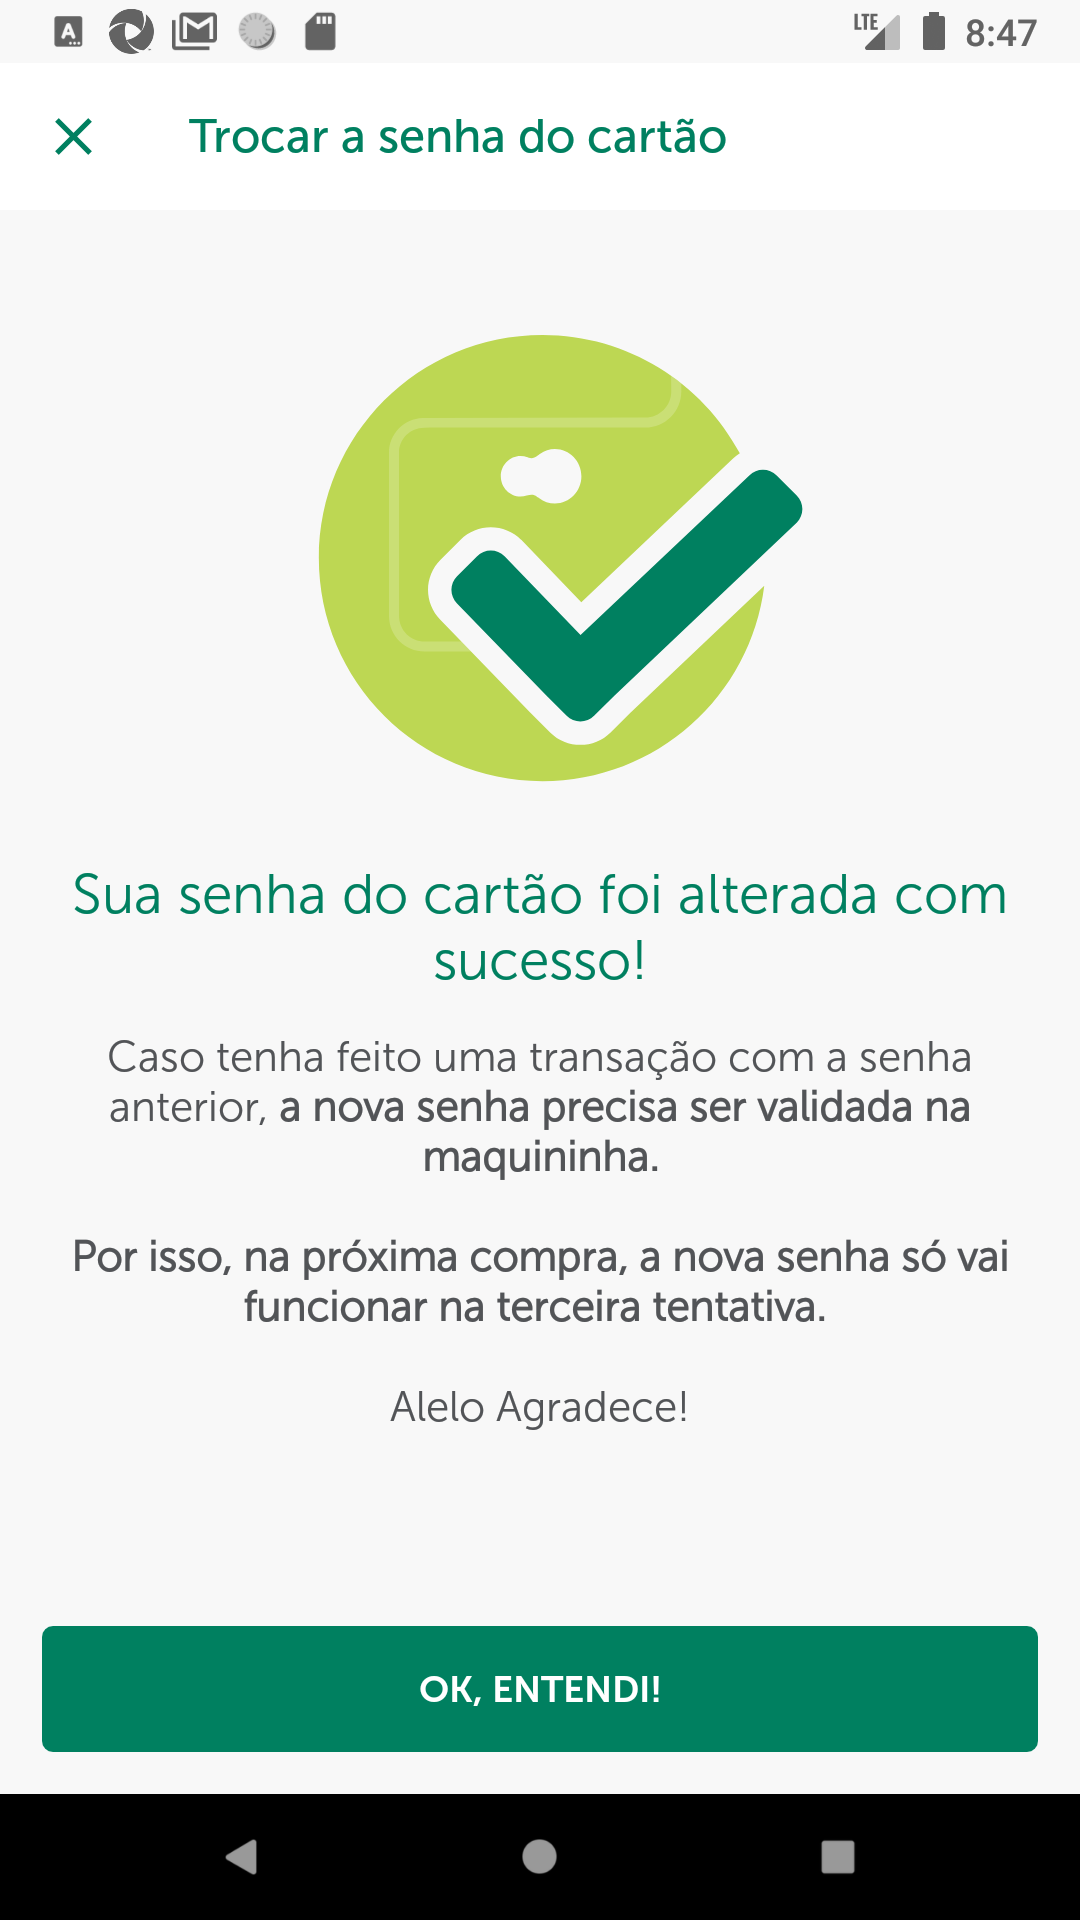 LTE 8:47
Trocar a senha do cartão
Sua senha do cartão foi alterada com
sucesso!
Caso tenha feito uma transação com a senha
anterior, a nova senha precisa ser validada na
maquininha.
Por isso, na próxima compra, a nova senha só vai
funcionar na terceira tentativa.
Alelo Agradece!
OK, ENTENDI!